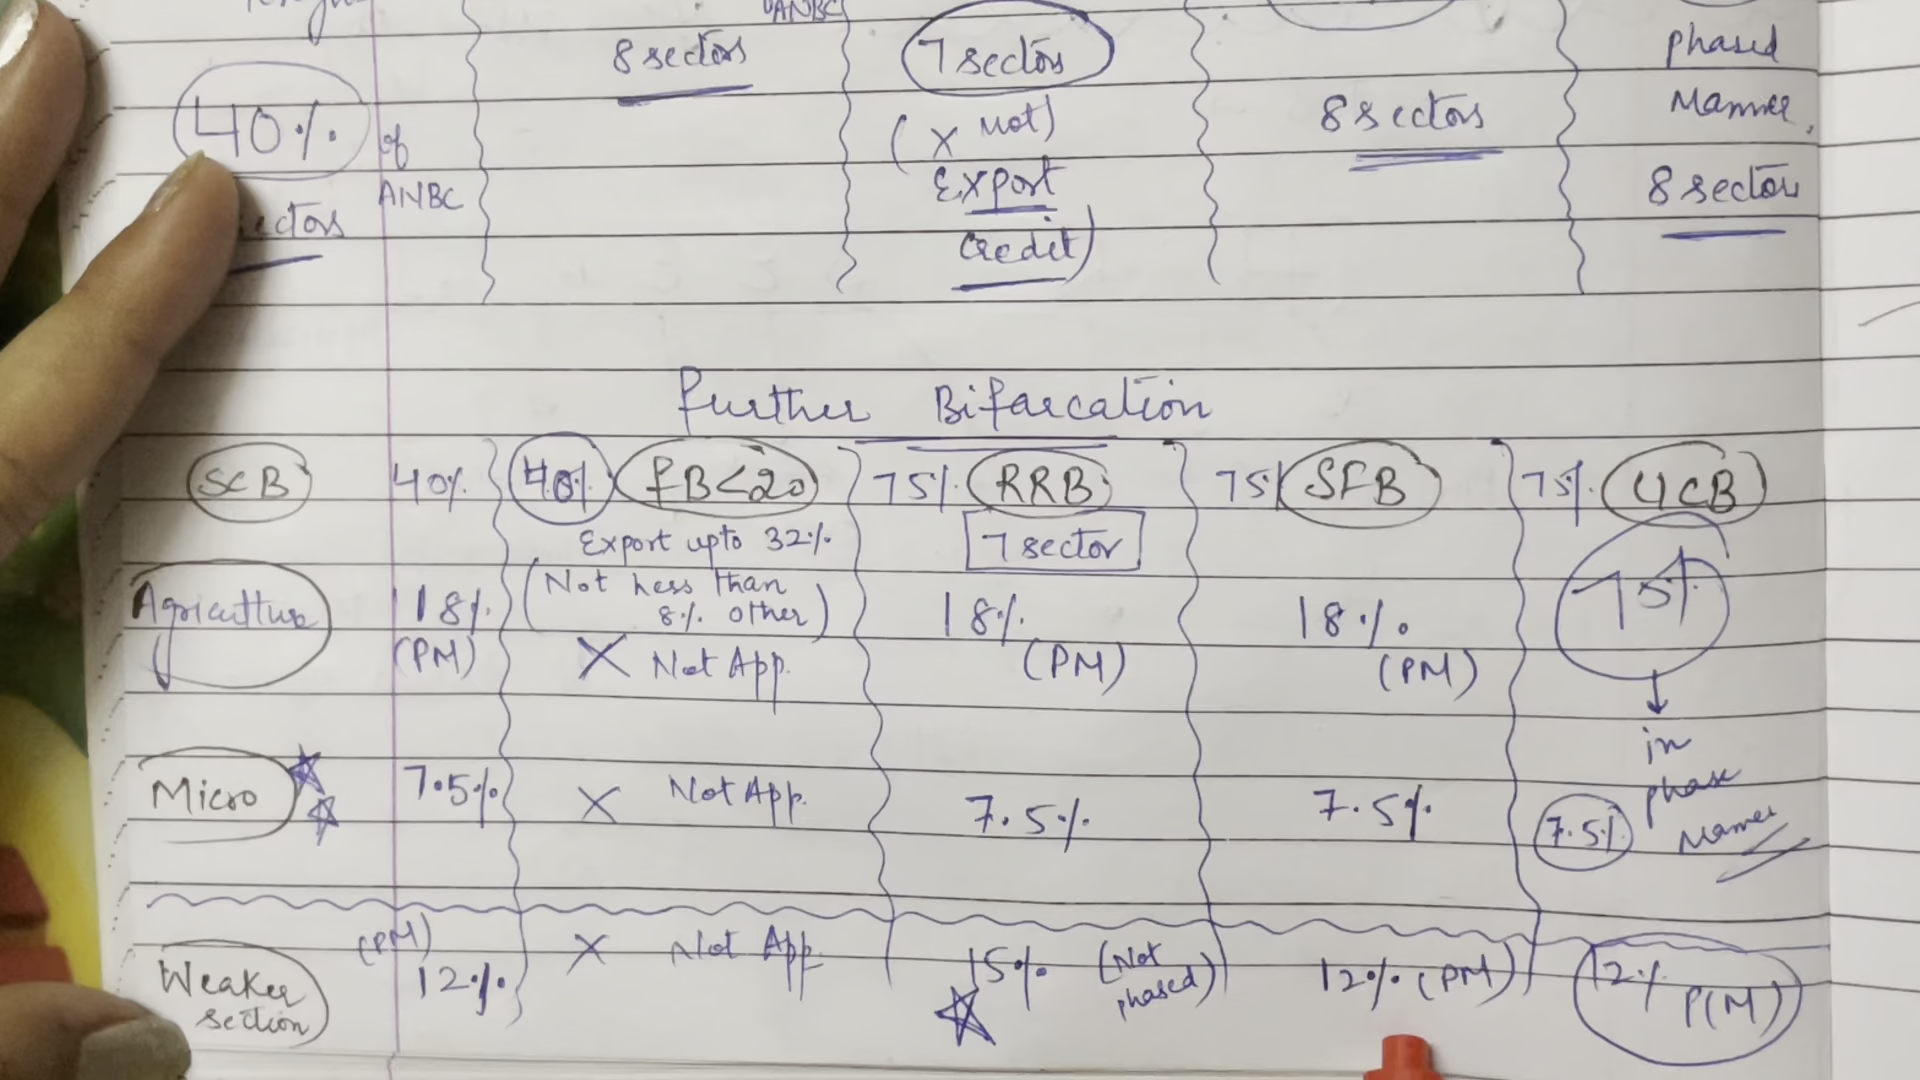 ANBC
8 sectors
7 sectors
phased
Manner,
40% of
ANBC
ectors
(x Not)
Export
Credit)
8 sectors
8 sectors
Further Bifarcation
SCB 40% 40% FB<20 75% RRB 75% SFB 75% UCB
Export upto 32%
7 sector
75%
Agriculture 18% (Not Less than
8% other) 18% 18%.
(PM) X Not App. (PM) (PM)
in
phase
Manner
Micro 7.5% X Not App. 7.5% 7.5% 7.5%
(PM)
Weaker
section 12% X Not App. 15% (Not
phased) 12% (PM) 12%
P(M)